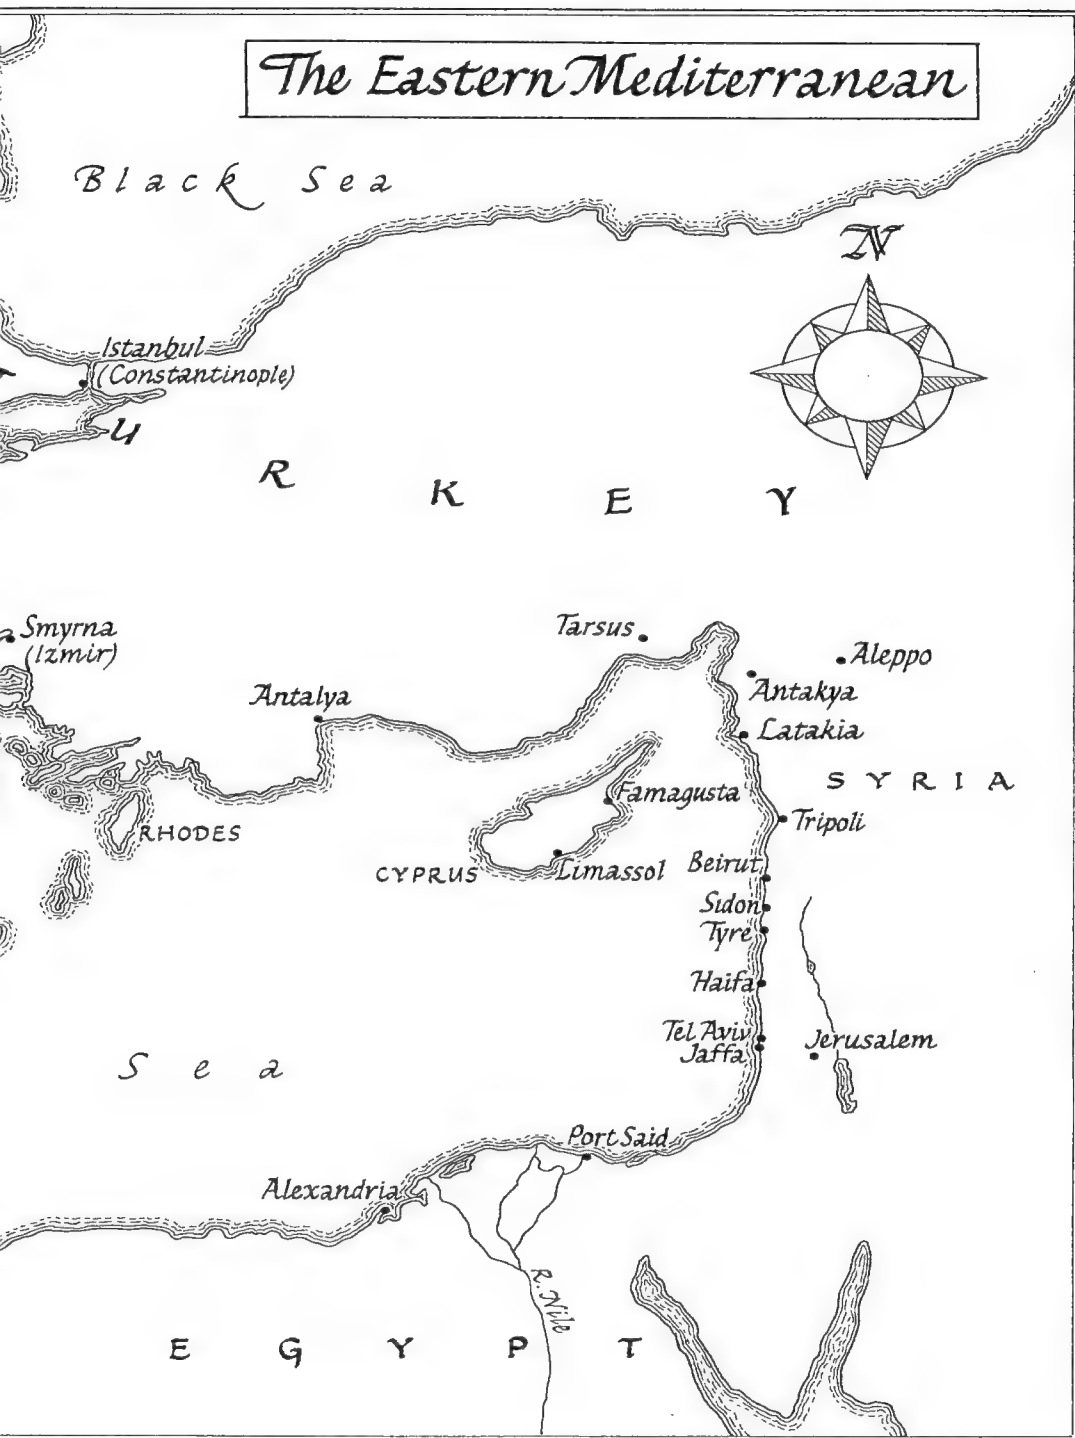 The Eastern Mediterranean
Black Sea
N
Istanbul
(Constantinople)
T U R K E Y
Smyrna
(Izmir)
Tarsus
Aleppo
Antakya
Antalya
Latakia
SYRIA
Famagusta
Tripoli
RHODES
CYPRUS
Limassol
Beirut
Sidon
Tyre
Haifa
Tel Aviv
Jaffa
Jerusalem
Sea
Port Said
Alexandria
R. Nile
EGYPT